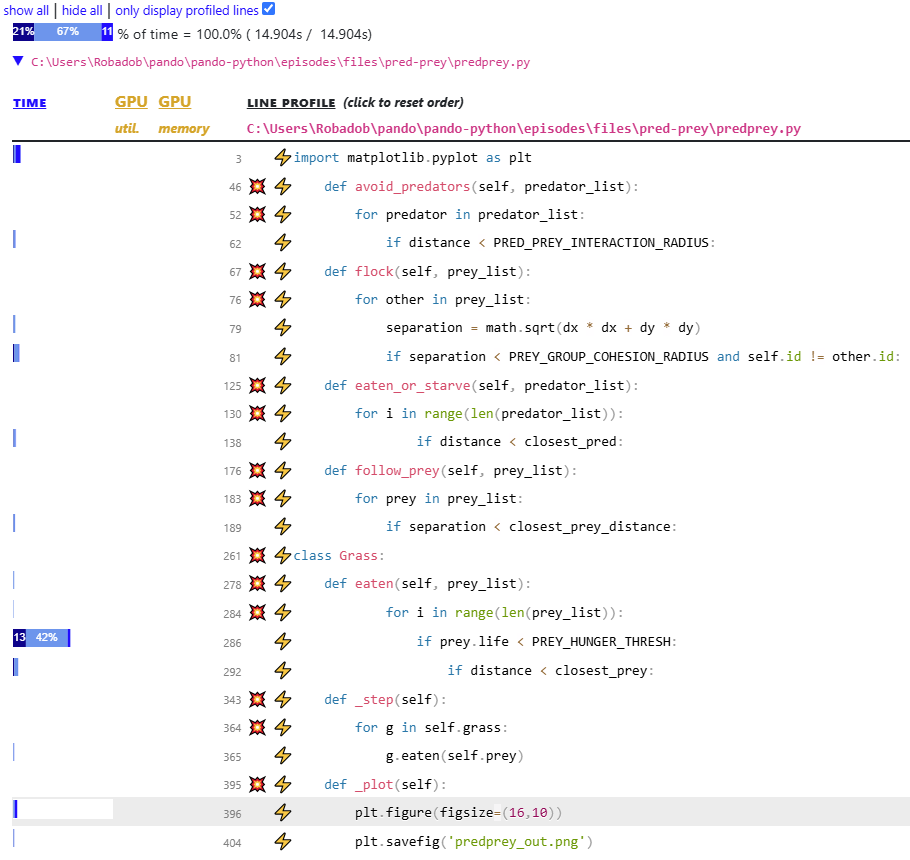 show all | hide all | only display profiled lines
21% 67% 11 % of time = 100.0% ( 14.904s / 14.904s)
▼ C:\Users\Robadob\pando\pando-python\episodes\files\pred-prey\predprey.py
TIME GPU GPU LINE PROFILE (click to reset order)
util. memory C:\Users\Robadob\pando\pando-python\episodes\files\pred-prey\predprey.py
3 import matplotlib.pyplot as plt
46 def avoid_predators(self, predator_list):
52 for predator in predator_list:
62 if distance < PRED_PREY_INTERACTION_RADIUS:
67 def flock(self, prey_list):
76 for other in prey_list:
79 separation = math.sqrt(dx * dx + dy * dy)
81 if separation < PREY_GROUP_COHESION_RADIUS and self.id != other.id:
125 def eaten_or_starve(self, predator_list):
130 for i in range(len(predator_list)):
138 if distance < closest_pred:
176 def follow_prey(self, prey_list):
183 for prey in prey_list:
189 if separation < closest_prey_distance:
261 class Grass:
278 def eaten(self, prey_list):
284 for i in range(len(prey_list)):
13 42% 286 if prey.life < PREY_HUNGER_THRESH:
292 if distance < closest_prey:
343 def _step(self):
364 for g in self.grass:
365 g.eaten(self.prey)
395 def _plot(self):
396 plt.figure(figsize=(16,10))
404 plt.savefig('predprey_out.png')